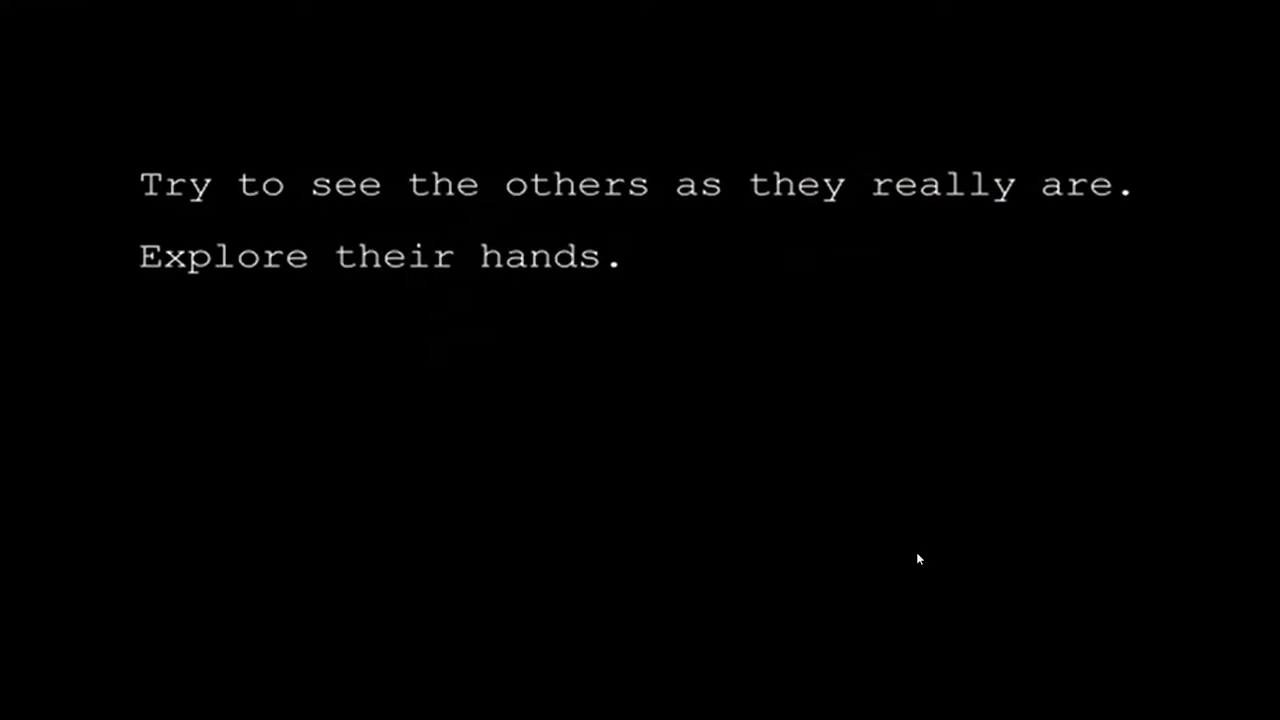 Try to see the others as they really are.
Explore their hands.